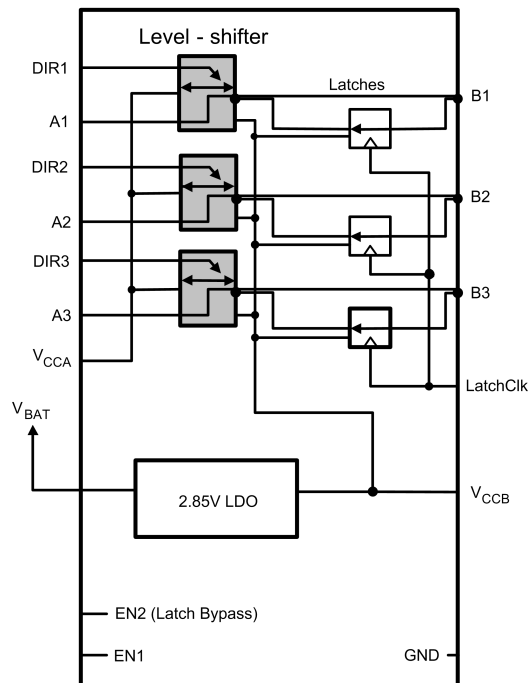 Level - shifter
DIR1
Latches
B1
A1
DIR2
B2
A2
DIR3
B3
A3
VCCA
LatchClk
VBAT
2.85V LDO
VCCB
EN2 (Latch Bypass)
EN1
GND